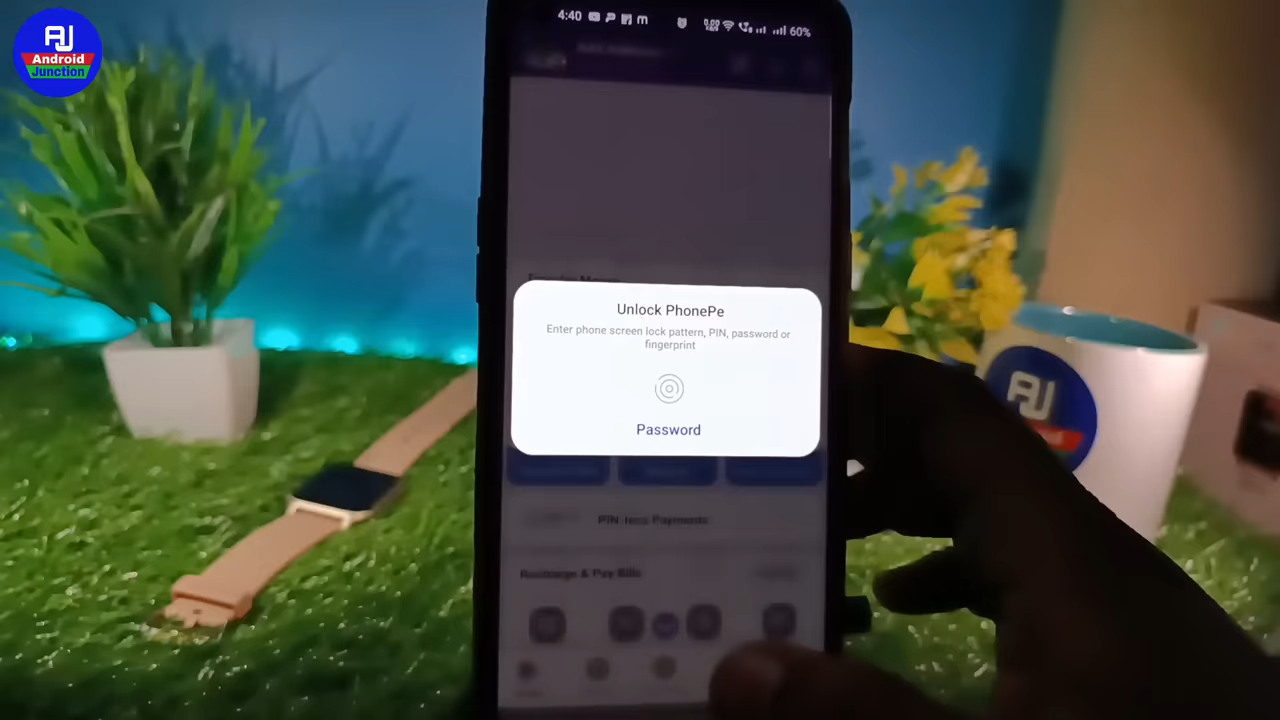 AJ
Android
Junction
4:40
60%
Unlock PhonePe
Enter phone screen lock pattern, PIN, password or
fingerprint
Password
PIN-less Payments
Recharge & Pay Bills
AJ